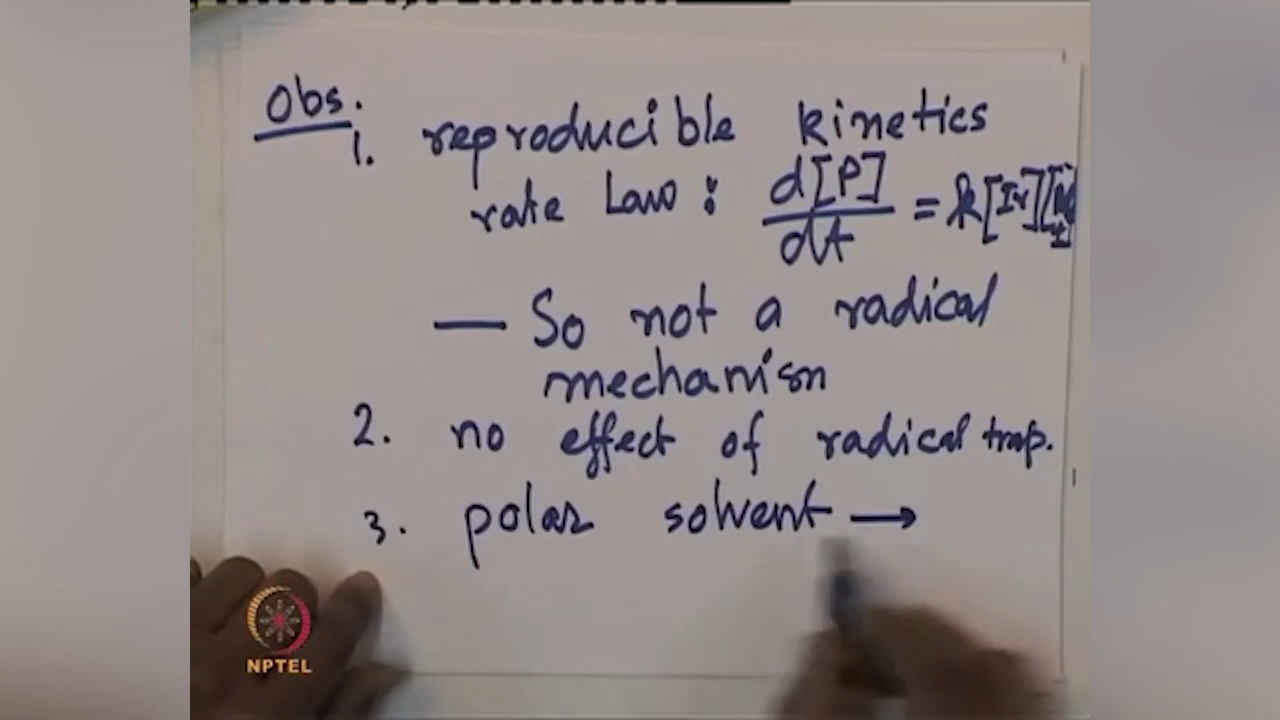 Obs.
1. reproducible kinetics
rate Law : d[P]/dt = k[Ir]
— So not a radical
mechanism
2. no effect of radical trap.
3. polar solvent →
NPTEL